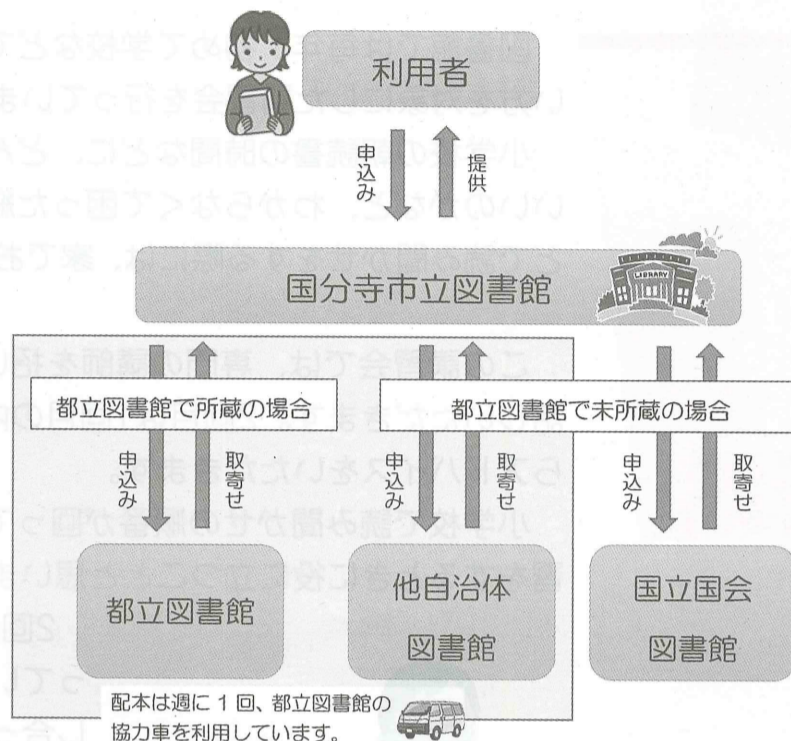 利用者
申込み
提供
国分寺市立図書館
LIBRARY
都立図書館で所蔵の場合
都立図書館で未所蔵の場合
申込み
取寄せ
申込み
取寄せ
申込み
取寄せ
都立図書館
他自治体
図書館
国立国会
図書館
配本は週に1回、都立図書館の
協力車を利用しています。